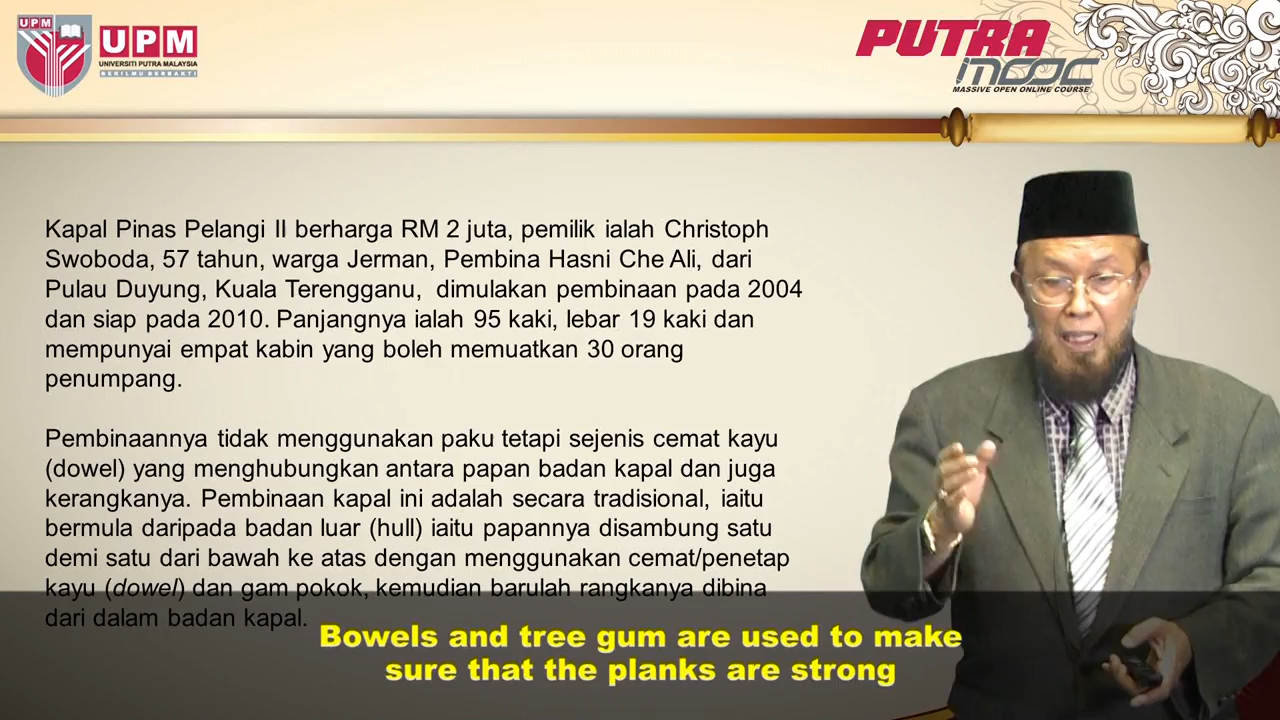 UPM
UPM
UNIVERSITI PUTRA MALAYSIA
BERILMU BERBAKTI
PUTRA
mooc
MASSIVE OPEN ONLINE COURSE
Kapal Pinas Pelangi II berharga RM 2 juta, pemilik ialah Christoph
Swoboda, 57 tahun, warga Jerman, Pembina Hasni Che Ali, dari
Pulau Duyung, Kuala Terengganu, dimulakan pembinaan pada 2004
dan siap pada 2010. Panjangnya ialah 95 kaki, lebar 19 kaki dan
mempunyai empat kabin yang boleh memuatkan 30 orang
penumpang.
Pembinaannya tidak menggunakan paku tetapi sejenis cemat kayu
(dowel) yang menghubungkan antara papan badan kapal dan juga
kerangkanya. Pembinaan kapal ini adalah secara tradisional, iaitu
bermula daripada badan luar (hull) iaitu papannya disambung satu
demi satu dari bawah ke atas dengan menggunakan cemat/penetap
kayu (dowel) dan gam pokok, kemudian barulah rangkanya dibina
dari dalam badan kapal.
Bowels and tree gum are used to make
sure that the planks are strong